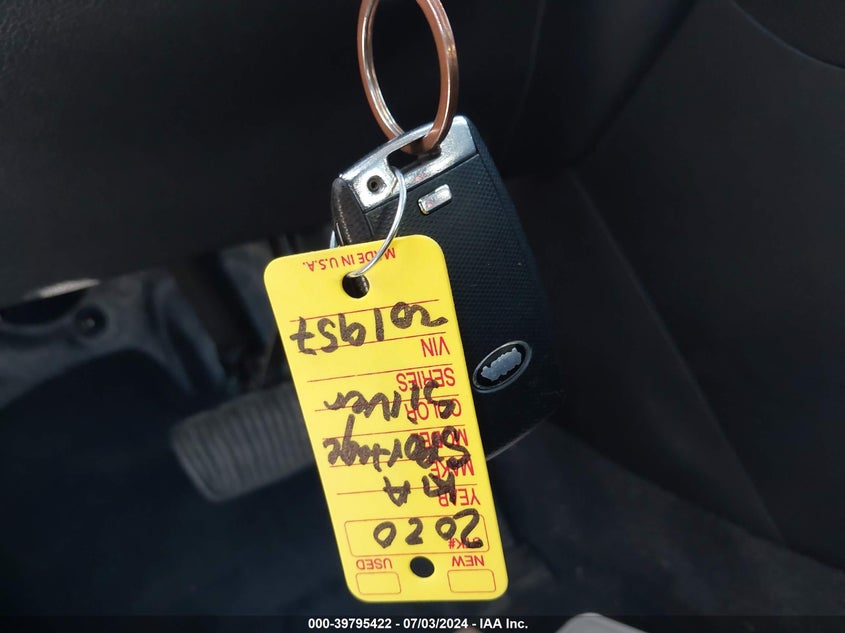 NEW USED
STK# 2020
YEAR KIA
MAKE
MODEL Sportage
COLOR Silver
SERIES
VIN 201957
MADE IN U.S.A.
KIA
000-39795422 - 07/03/2024 - IAA Inc.